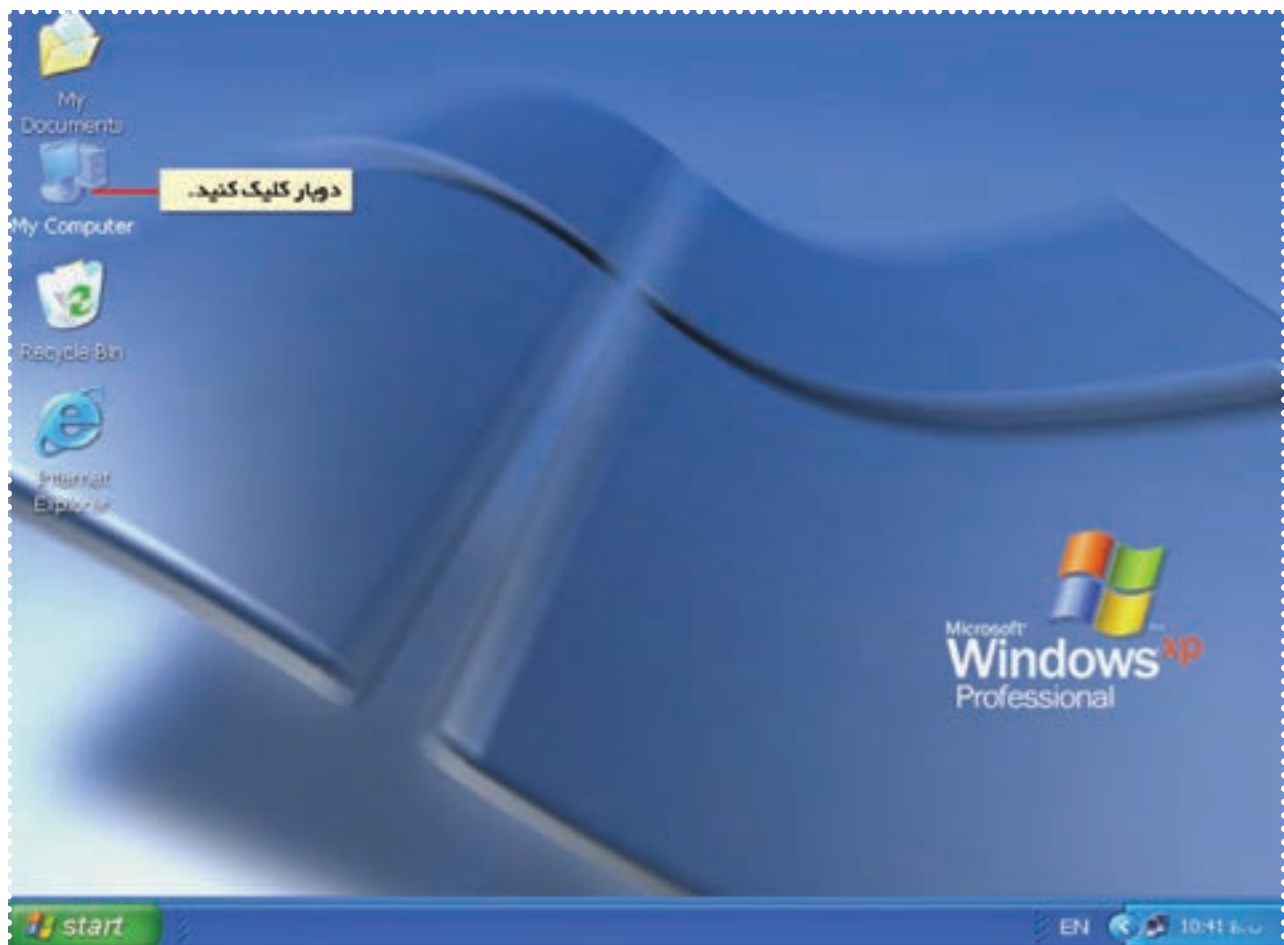 My
Documents
دوبار کلیک کنید.
My Computer
Recycle Bin
Internet
Explorer
Microsoft
Windows xp
Professional
start
EN
10:41